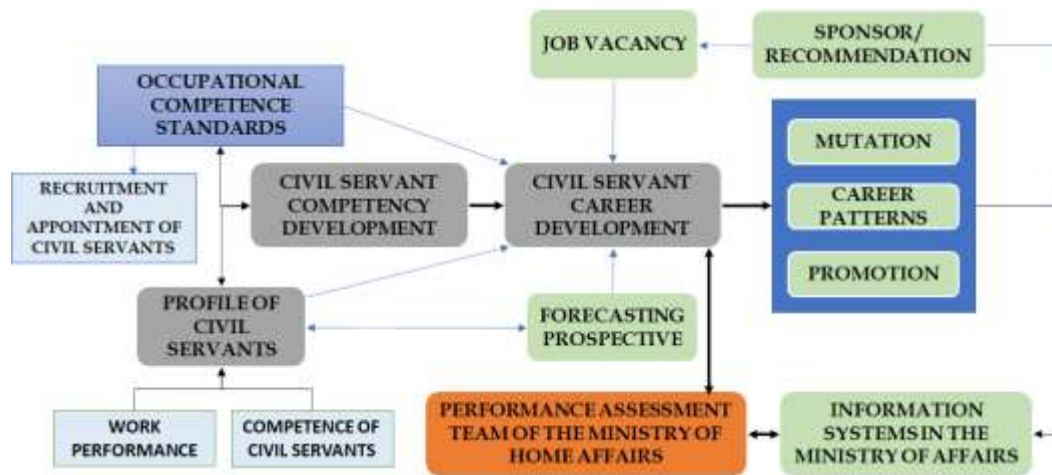 JOB VACANCY
SPONSOR/
RECOMMENDATION
OCCUPATIONAL
COMPETENCE
STANDARDS
MUTATION
RECRUITMENT
AND
APPOINTMENT OF
CIVIL SERVANTS
CIVIL SERVANT
COMPETENCY
DEVELOPMENT
CIVIL SERVANT
CAREER
DEVELOPMENT
CAREER
PATTERNS
PROMOTION
PROFILE OF
CIVIL
SERVANTS
FORECASTING
PROSPECTIVE
WORK
PERFORMANCE
COMPETENCE OF
CIVIL SERVANTS
PERFORMANCE ASSESSMENT
TEAM OF THE MINISTRY OF
HOME AFFAIRS
INFORMATION
SYSTEMS IN THE
MINISTRY OF AFFAIRS